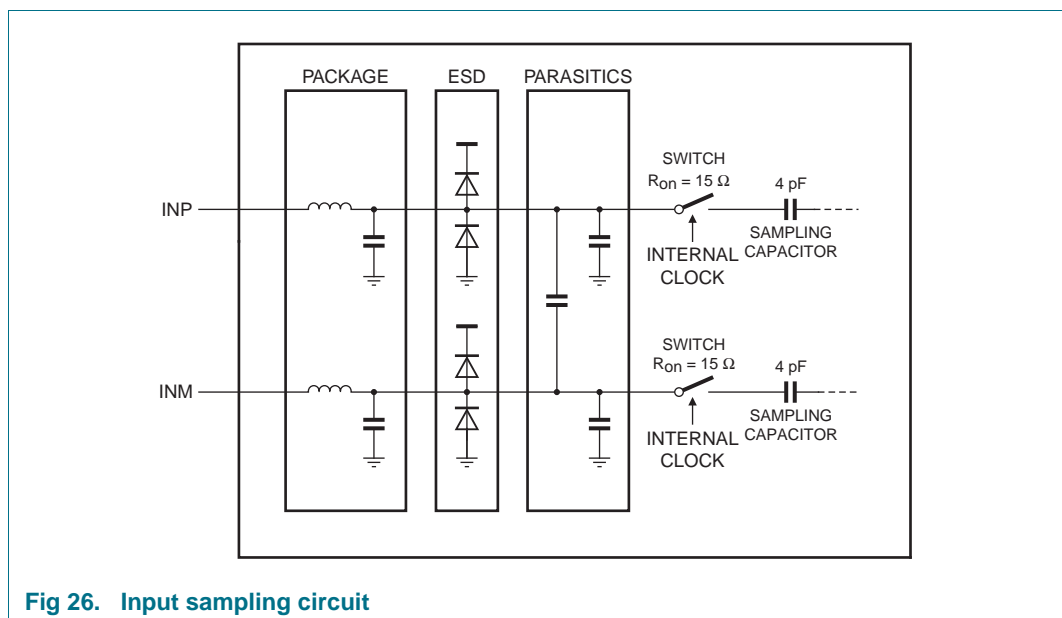 PACKAGE ESD PARASITICS
SWITCH
Ron = 15 Ω
4 pF
INP
SAMPLING
CAPACITOR
INTERNAL
CLOCK
SWITCH
Ron = 15 Ω
4 pF
INM
SAMPLING
CAPACITOR
INTERNAL
CLOCK
Fig 26. Input sampling circuit